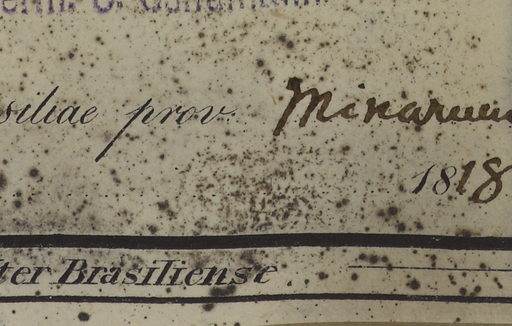 siliae prov. Minarum
1818
ter Brasiliense.